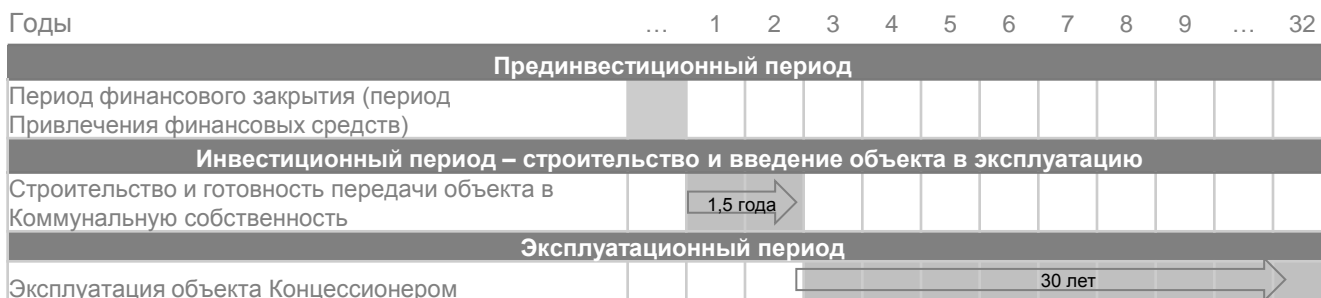 Годы ... 1 2 3 4 5 6 7 8 9 ... 32
Прединвестиционный период
Период финансового закрытия (период
Привлечения финансовых средств)
Инвестиционный период – строительство и введение объекта в эксплуатацию
Строительство и готовность передачи объекта в
Коммунальную собственность
1,5 года
Эксплуатационный период
30 лет
Эксплуатация объекта Концессионером